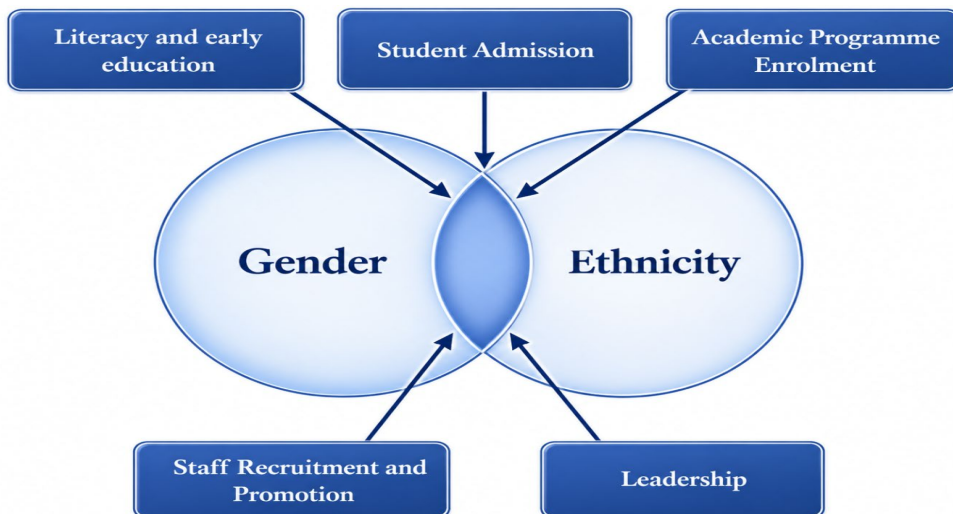 Literacy and early
education
Student Admission
Academic Programme
Enrolment
Gender
Ethnicity
Staff Recruitment and
Promotion
Leadership